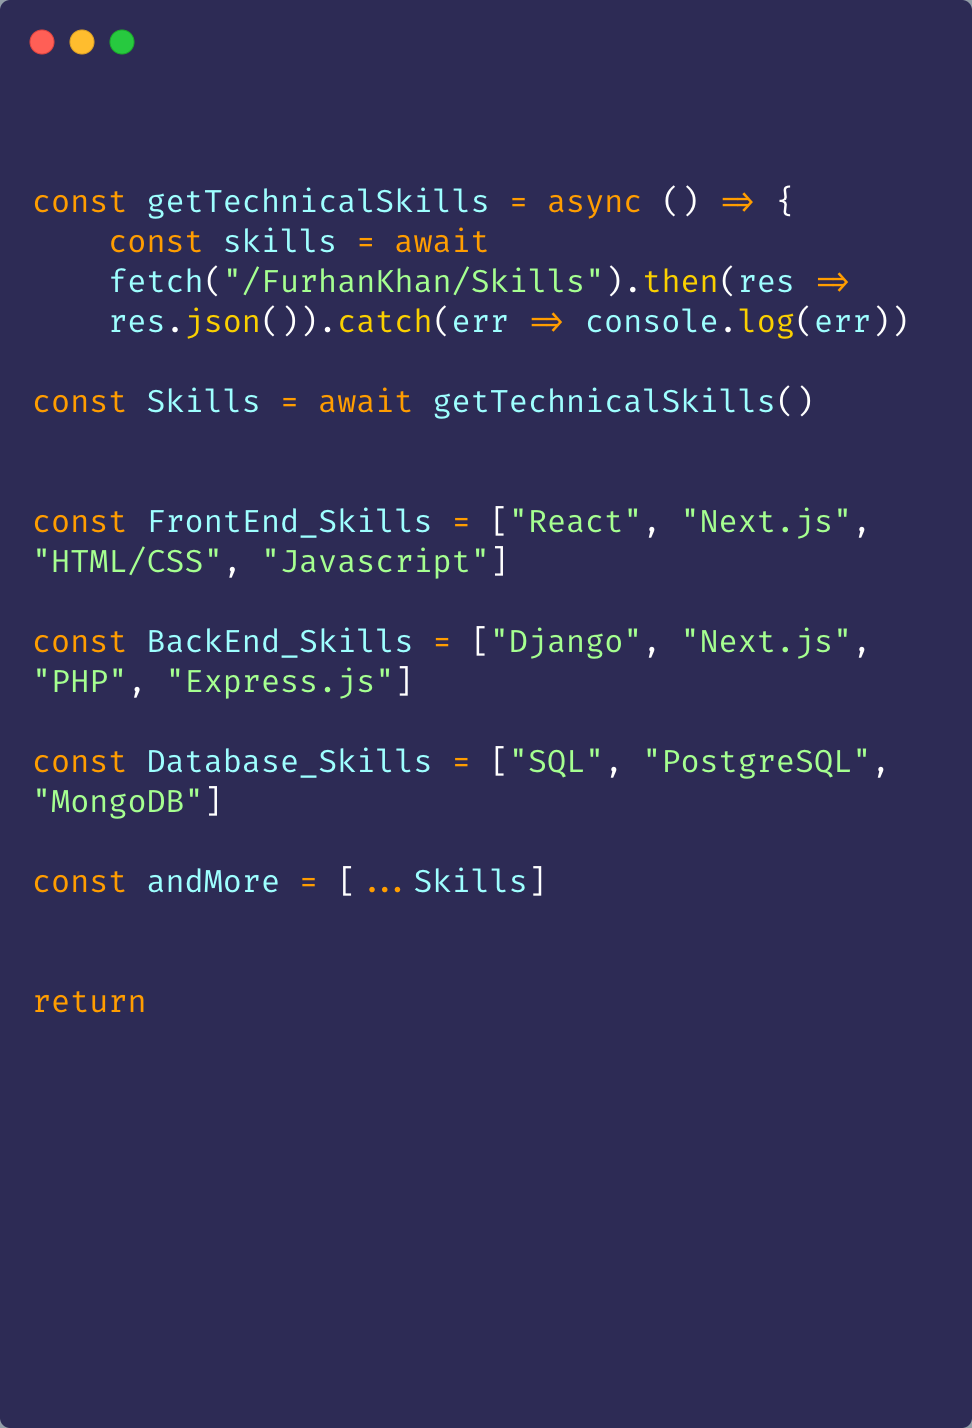 const getTechnicalSkills = async () => {
    const skills = await
    fetch("/FurhanKhan/Skills").then(res =>
    res.json()).catch(err => console.log(err))
const Skills = await getTechnicalSkills()
const FrontEnd_Skills = ["React", "Next.js",
"HTML/CSS", "Javascript"]
const BackEnd_Skills = ["Django", "Next.js",
"PHP", "Express.js"]
const Database_Skills = ["SQL", "PostgreSQL",
"MongoDB"]
const andMore = [...Skills]
return